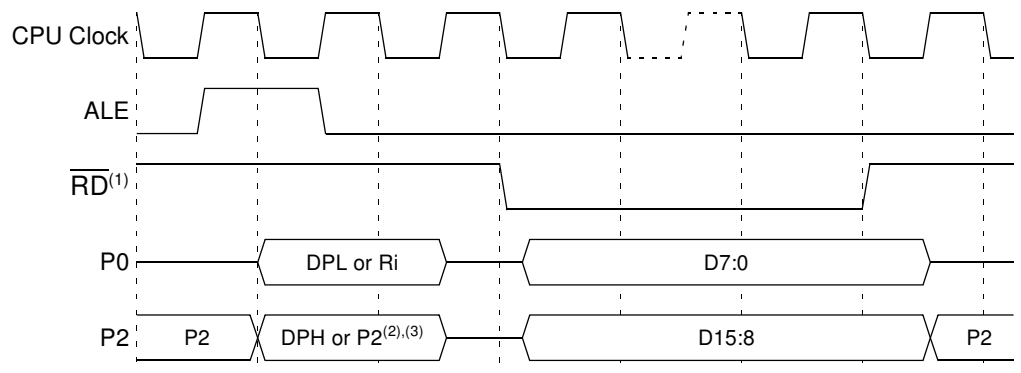 CPU Clock
ALE
RD(1)
P0 DPL or Ri D7:0
P2 P2 DPH or P2(2),(3) D15:8 P2